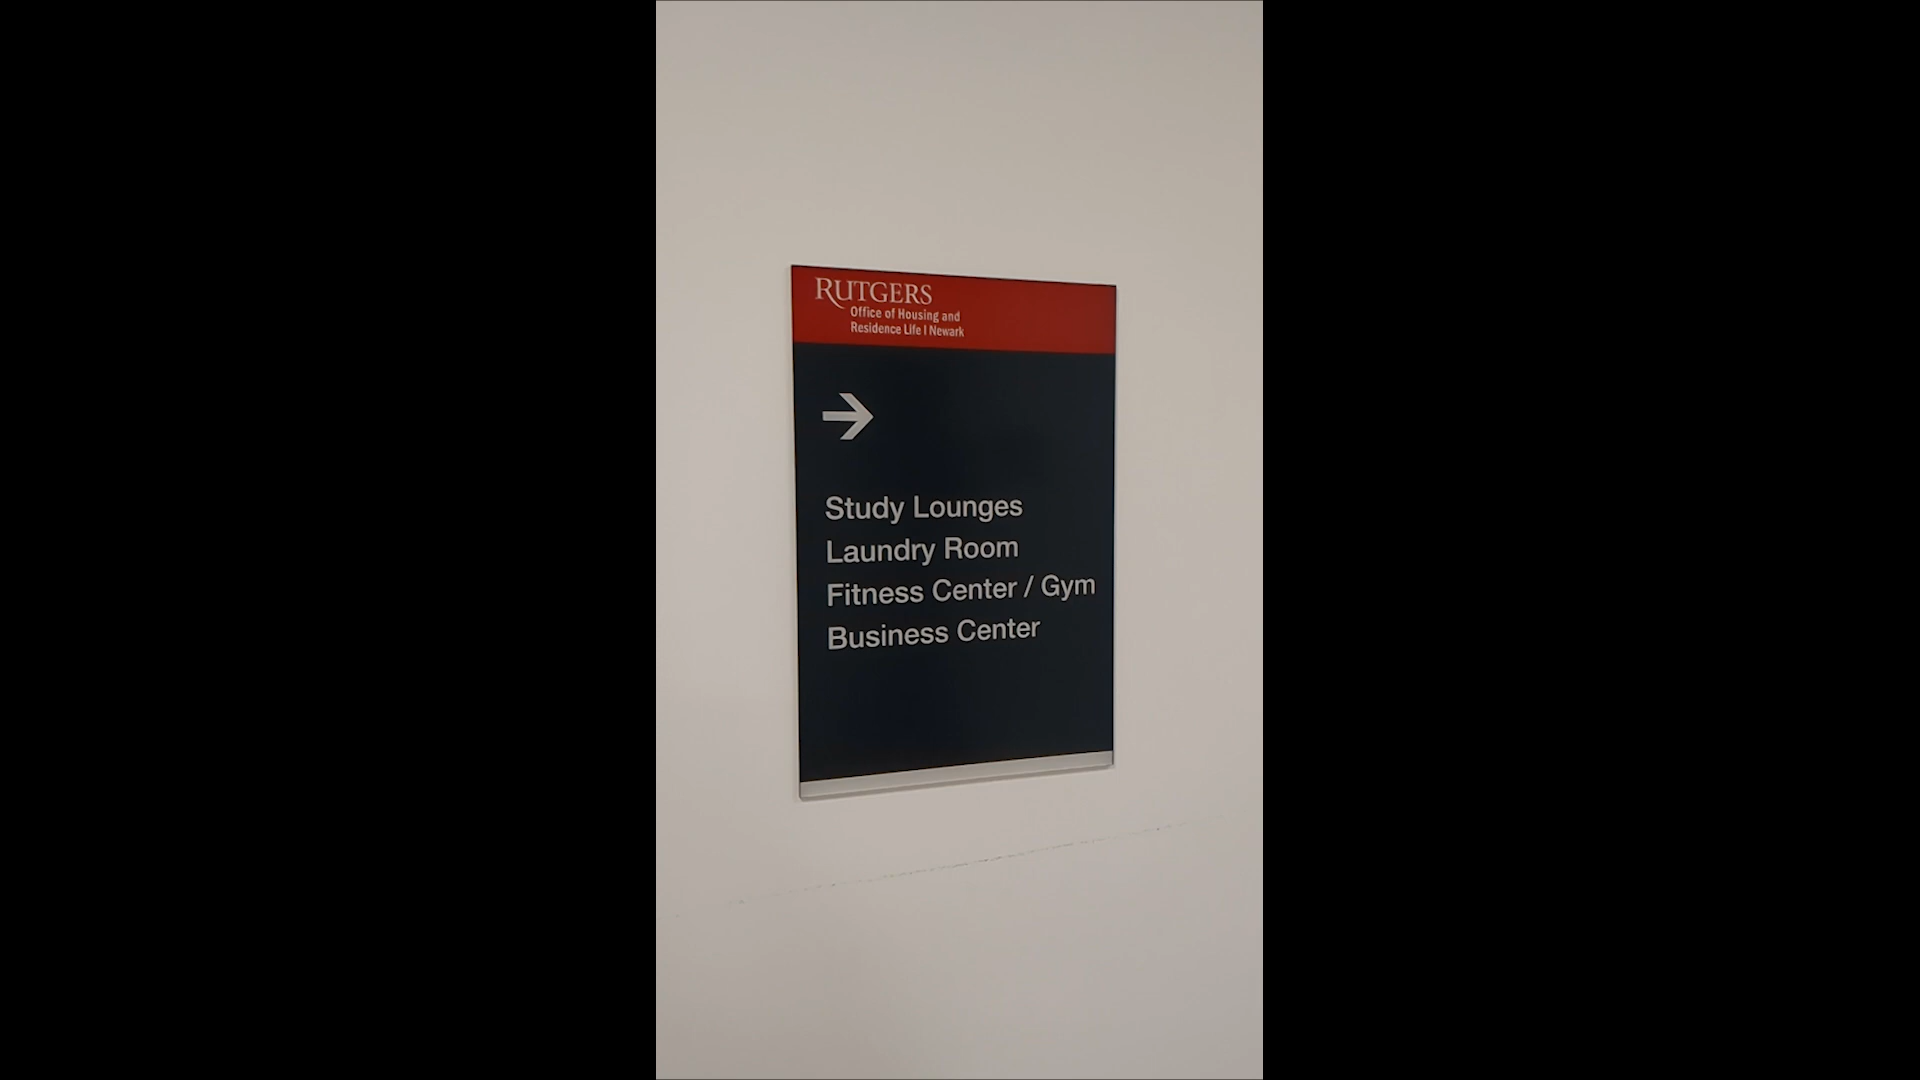 RUTGERS
Office of Housing and
Residence Life | Newark
Study Lounges
Laundry Room
Fitness Center / Gym
Business Center